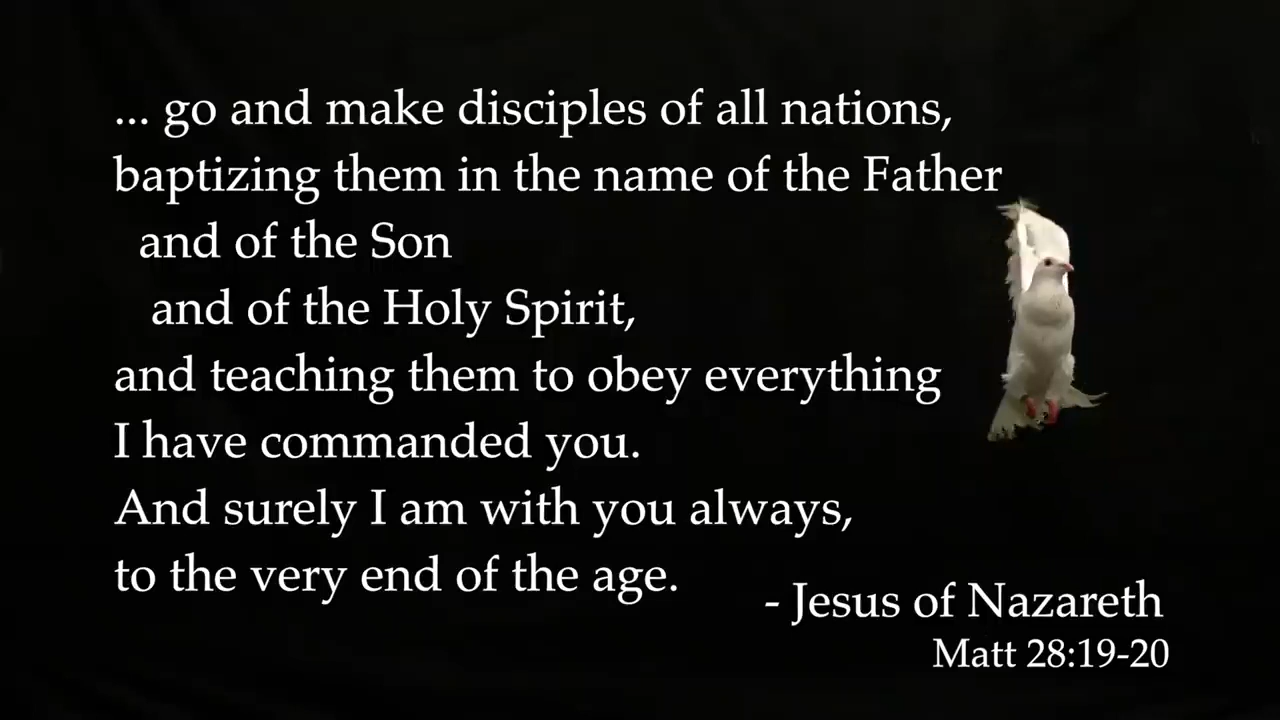 ... go and make disciples of all nations,
baptizing them in the name of the Father
and of the Son
and of the Holy Spirit,
and teaching them to obey everything
I have commanded you.
And surely I am with you always,
to the very end of the age.
- Jesus of Nazareth
Matt 28:19-20